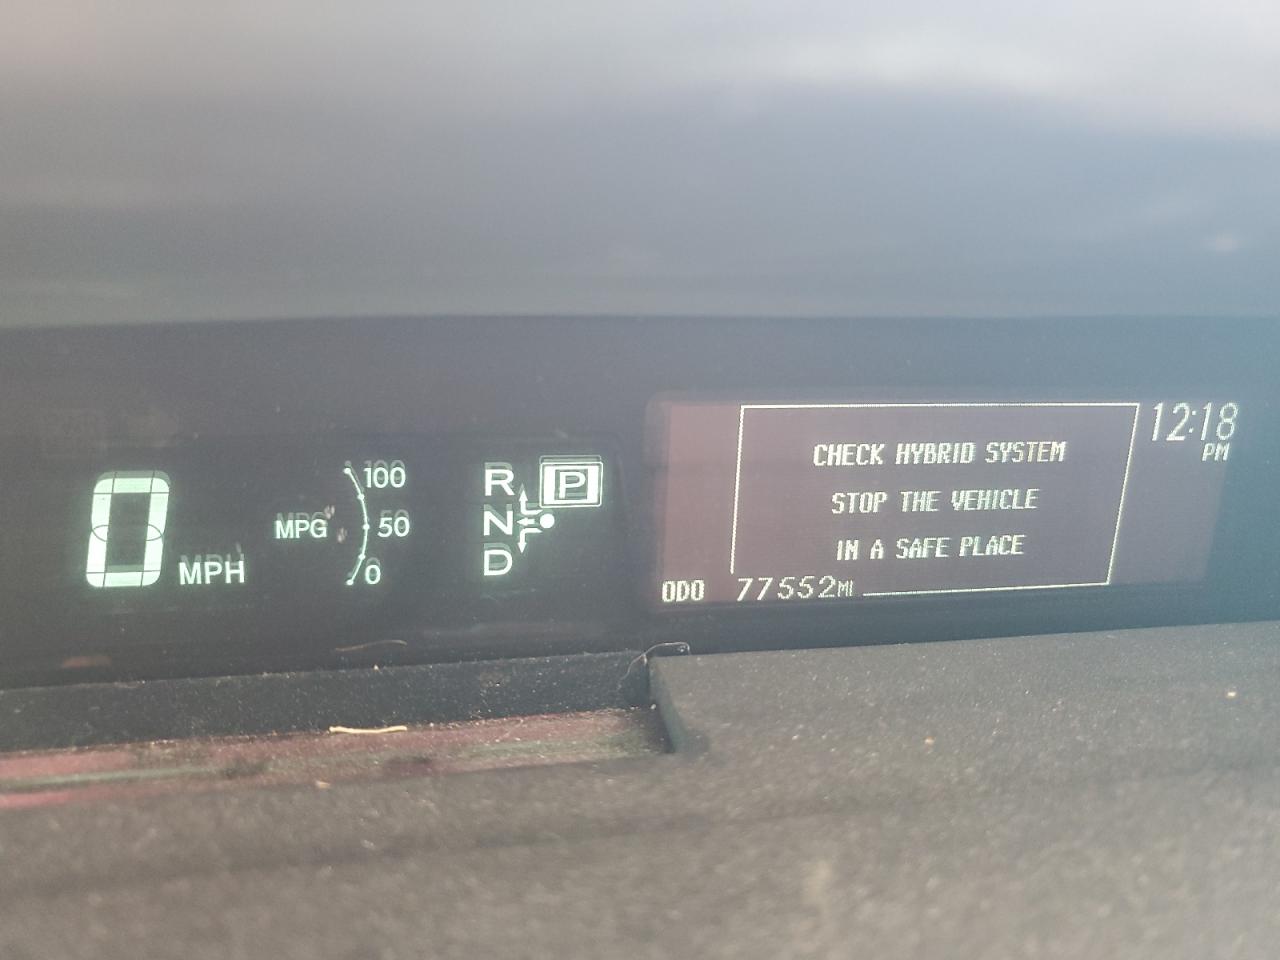 0 MPH
MPG
100
50
0
R
P
N
D
CHECK HYBRID SYSTEM
STOP THE VEHICLE
IN A SAFE PLACE
12:18
PM
ODO 77552MI